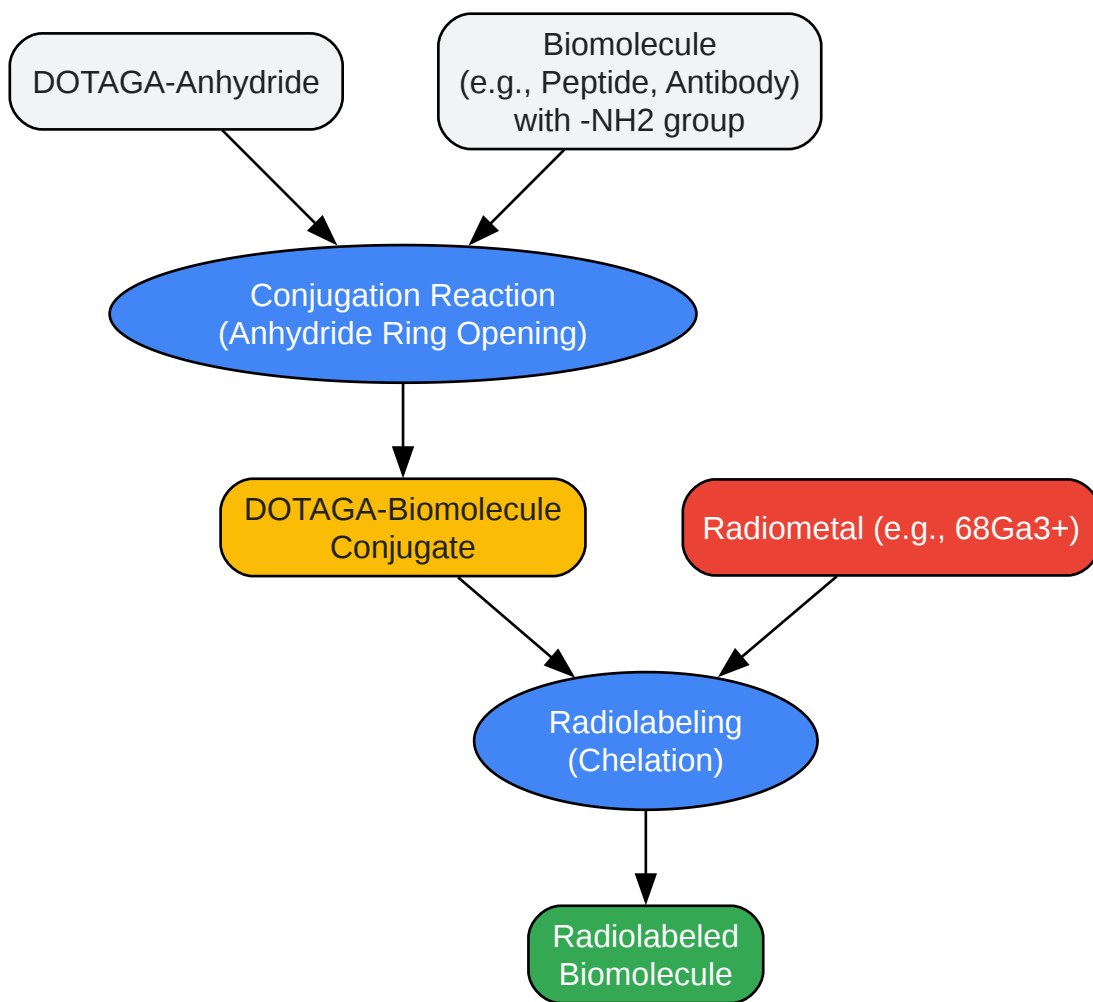 DOTAGA-Anhydride
Biomolecule
(e.g., Peptide, Antibody)
with -NH2 group
Conjugation Reaction
(Anhydride Ring Opening)
DOTAGA-Biomolecule
Conjugate
Radiometal (e.g., 68Ga3+)
Radiolabeling
(Chelation)
Radiolabeled
Biomolecule